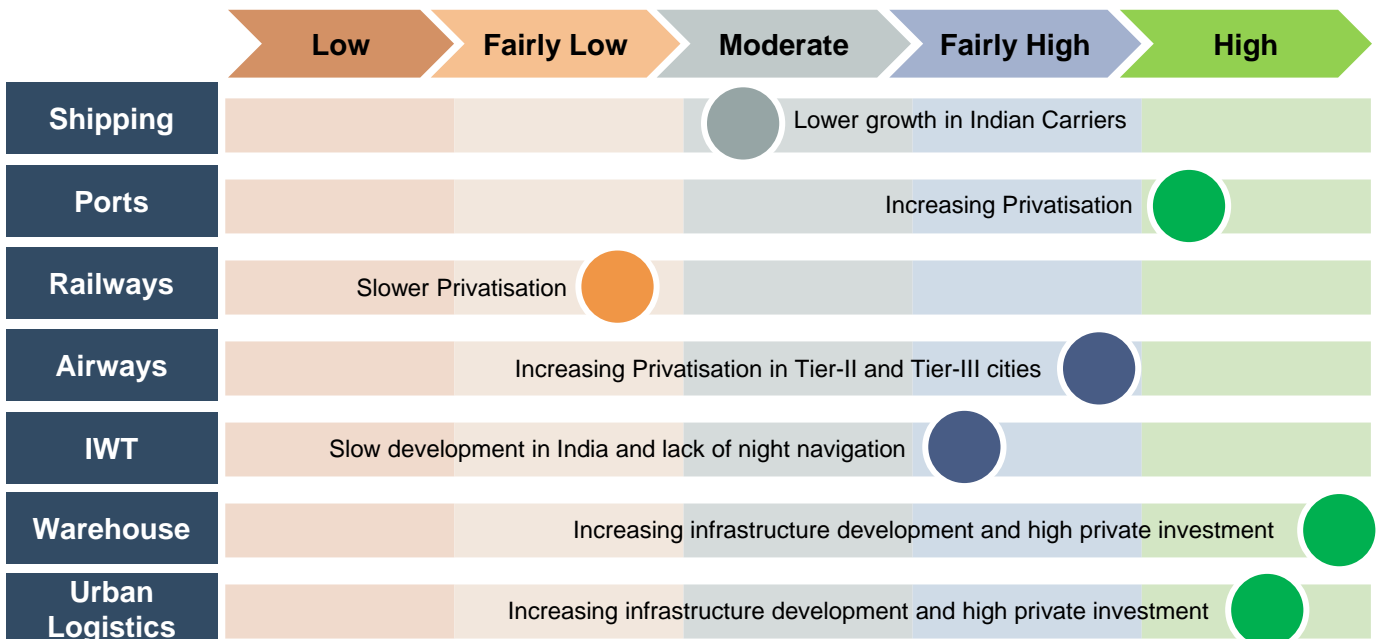 Low Fairly Low Moderate Fairly High High
Shipping
Lower growth in Indian Carriers
Ports
Increasing Privatisation
Railways
Slower Privatisation
Airways
Increasing Privatisation in Tier-II and Tier-III cities
IWT
Slow development in India and lack of night navigation
Warehouse
Increasing infrastructure development and high private investment
Urban
Logistics
Increasing infrastructure development and high private investment